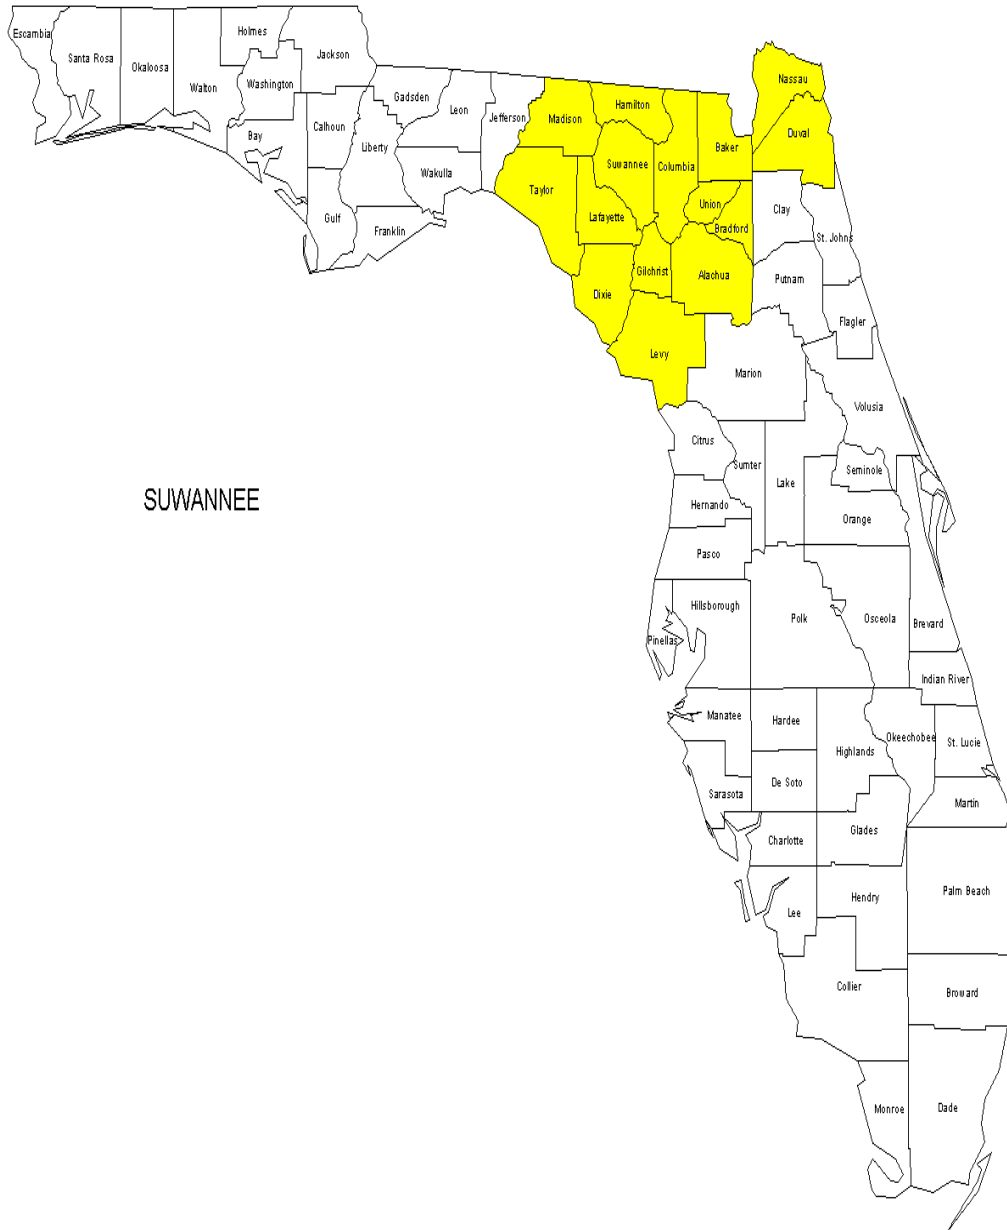 Escambia
Santa Rosa
Okaloosa
Walton
Holmes
Washington
Jackson
Bay
Calhoun
Gulf
Liberty
Gadsden
Franklin
Leon
Wakulla
Jefferson
Madison
Taylor
Hamilton
Suwannee
Lafayette
Columbia
Dixie
Gilchrist
Levy
Baker
Union
Bradford
Alachua
Nassau
Duval
Clay
St. Johns
Putnam
Flagler
Marion
Volusia
Citrus
Sumter
Lake
Seminole
Orange
Hernando
Pasco
Pinellas
Hillsborough
Polk
Osceola
Brevard
Indian River
Manatee
Hardee
Highlands
Okeechobee
St. Lucie
Sarasota
De Soto
Martin
Charlotte
Glades
Lee
Hendry
Palm Beach
Collier
Broward
Monroe
Dade
SUWANNEE